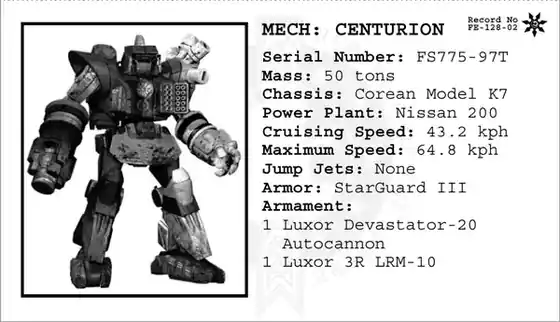 MECH: CENTURION
Record No
FE-128-02
Serial Number: FS775-97T
Mass: 50 tons
Chassis: Corean Model K7
Power Plant: Nissan 200
Cruising Speed: 43.2 kph
Maximum Speed: 64.8 kph
Jump Jets: None
Armor: StarGuard III
Armament:
1 Luxor Devastator-20
Autocannon
1 Luxor 3R LRM-10